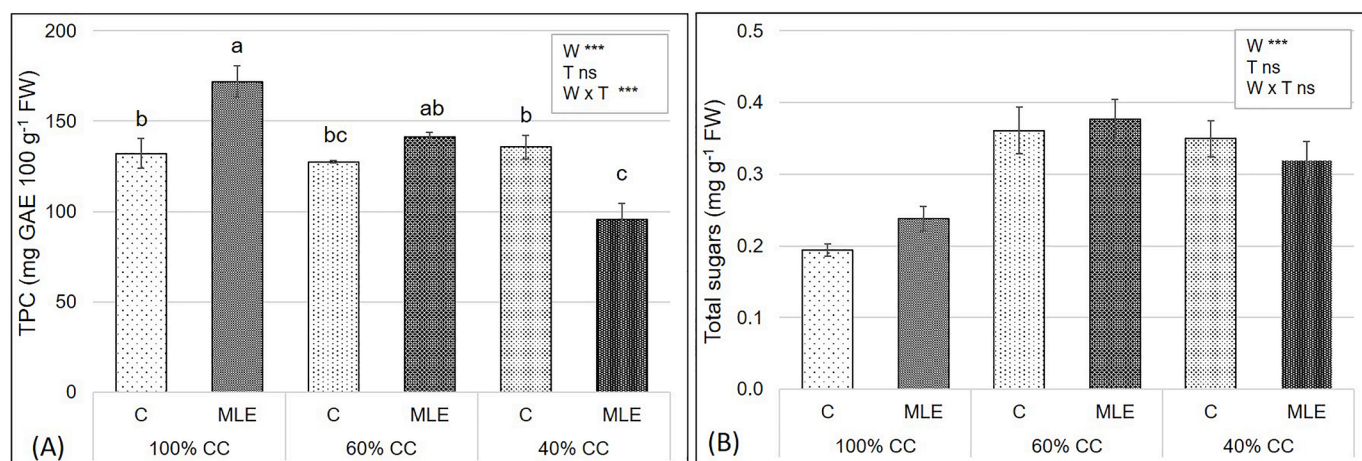 TPC (mg GAE 100 g⁻¹ FW)
200
150
100
50
0
b
a
bc
ab
b
c
W ***
T ns
W x T ***
C MLE C MLE C MLE
100% CC 60% CC 40% CC
(A)
Total sugars (mg g⁻¹ FW)
0.5
0.4
0.3
0.2
0.1
0.0
W ***
T ns
W x T ns
C MLE C MLE C MLE
100% CC 60% CC 40% CC
(B)